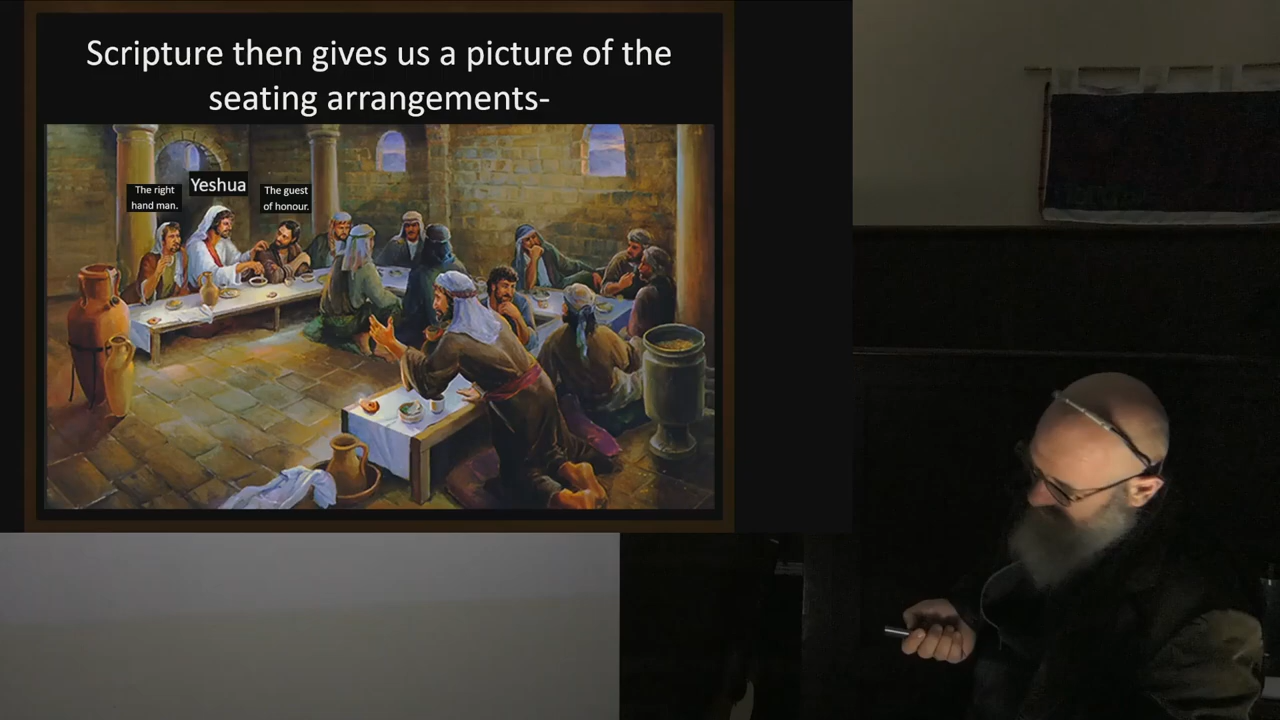 Scripture then gives us a picture of the
seating arrangements-
The right
hand man.
Yeshua
The guest
of honour.